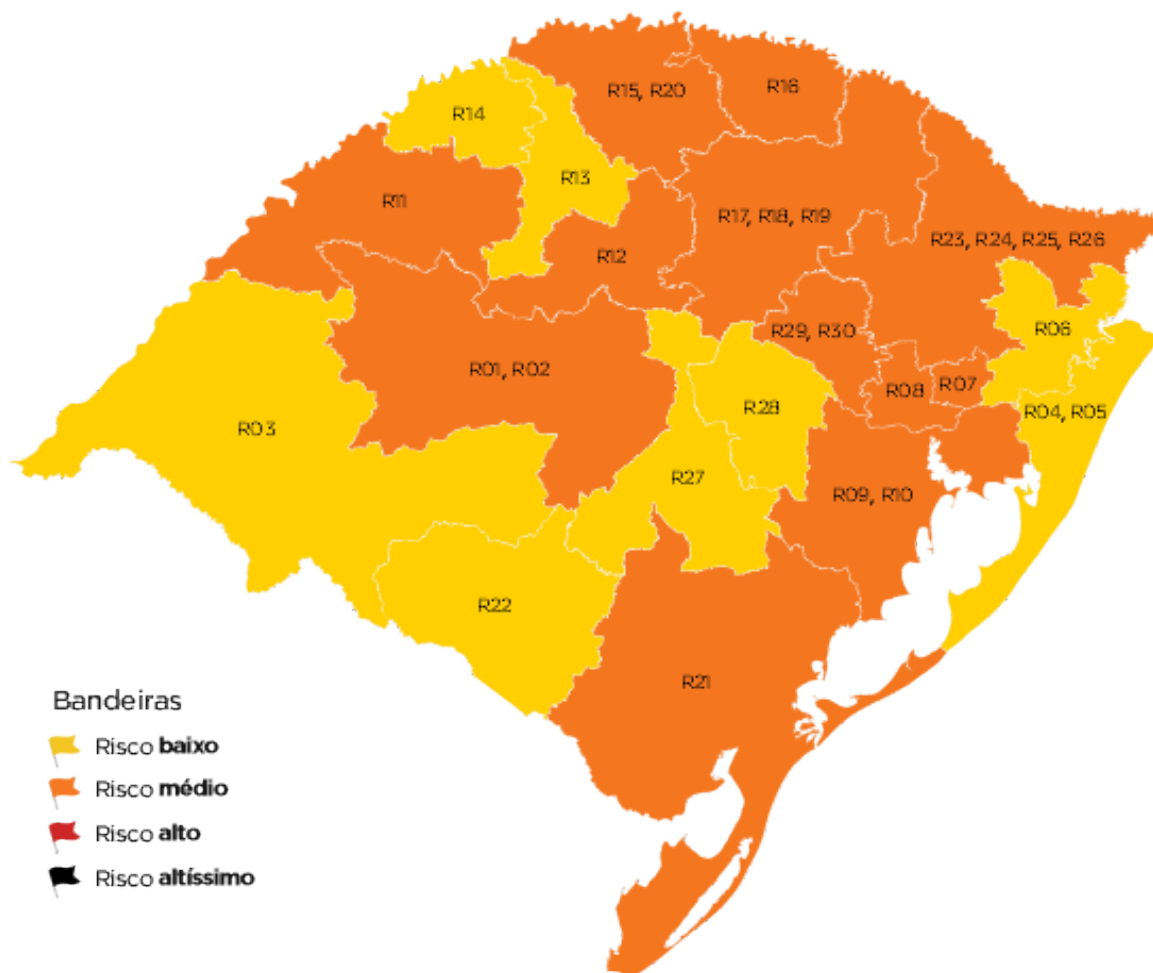 R15, R20
R16
R14
R13
R11
R17, R18, R19
R23, R24, R25, R26
R12
R29, R30
R06
R01, R02
R08
R07
R28
R04, R05
R03
R27
R09, R10
R22
R21
Bandeiras
Risco baixo
Risco médio
Risco alto
Risco altíssimo